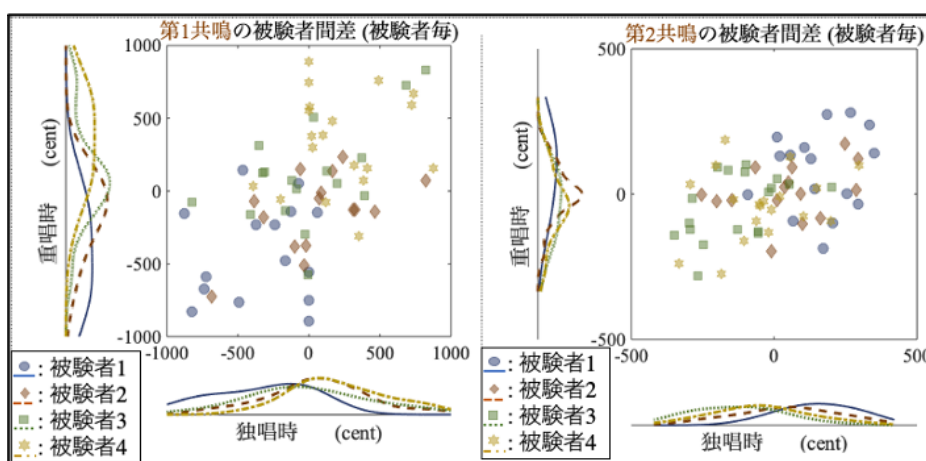 第1共鳴の被験者間差 (被験者毎)
1000
500
0
-500
-1000
-1000
-500
0
500
1000
重唱時 (cent)
独唱時 (cent)
: 被験者1
: 被験者2
: 被験者3
: 被験者4
第2共鳴の被験者間差 (被験者毎)
500
0
-500
-500
0
500
重唱時 (cent)
独唱時 (cent)
: 被験者1
: 被験者2
: 被験者3
: 被験者4